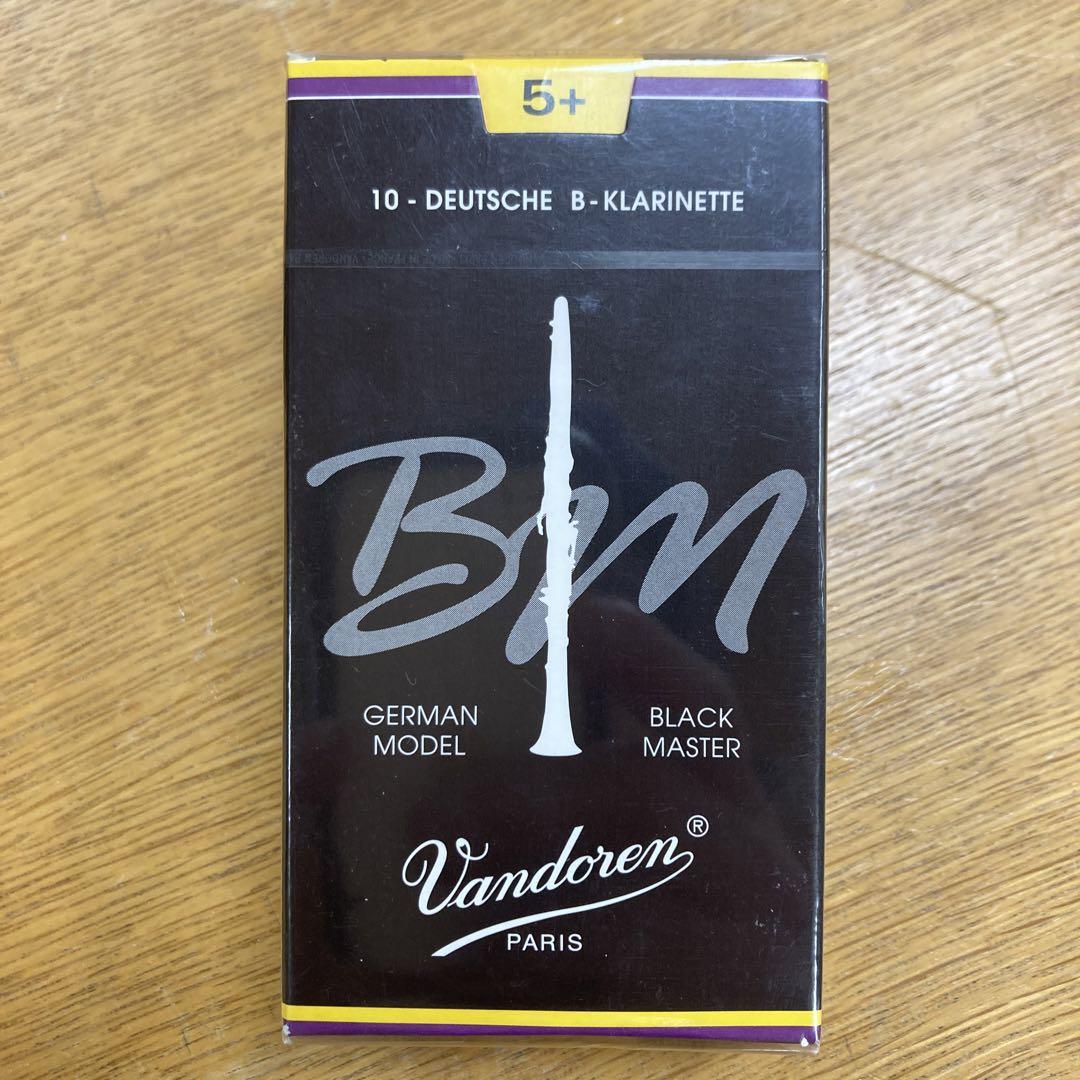 5+
10 - DEUTSCHE B - KLARINETTE
BM
GERMAN MODEL
BLACK MASTER
Vandoren®
PARIS